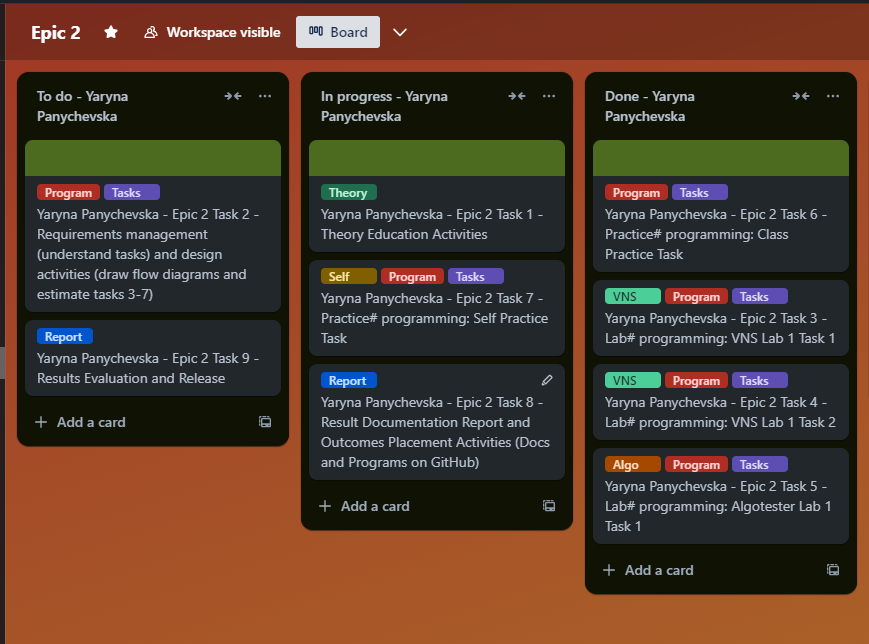 Epic 2
Workspace visible
Board
To do - Yaryna
Panychevska
Program Tasks
Yaryna Panychevska - Epic 2 Task 2 -
Requirements management
(understand tasks) and design
activities (draw flow diagrams and
estimate tasks 3-7)
Report
Yaryna Panychevska - Epic 2 Task 9 -
Results Evaluation and Release
Add a card
In progress - Yaryna
Panychevska
Theory
Yaryna Panychevska - Epic 2 Task 1 -
Theory Education Activities
Self Program Tasks
Yaryna Panychevska - Epic 2 Task 7 -
Practice# programming: Self Practice
Task
Report
Yaryna Panychevska - Epic 2 Task 8 -
Result Documentation Report and
Outcomes Placement Activities (Docs
and Programs on GitHub)
Add a card
Done - Yaryna
Panychevska
Program Tasks
Yaryna Panychevska - Epic 2 Task 6 -
Practice# programming: Class
Practice Task
VNS Program Tasks
Yaryna Panychevska - Epic 2 Task 3 -
Lab# programming: VNS Lab 1 Task 1
VNS Program Tasks
Yaryna Panychevska - Epic 2 Task 4 -
Lab# programming: VNS Lab 1 Task 2
Algo Program Tasks
Yaryna Panychevska - Epic 2 Task 5 -
Lab# programming: Algotester Lab 1
Task 1
Add a card